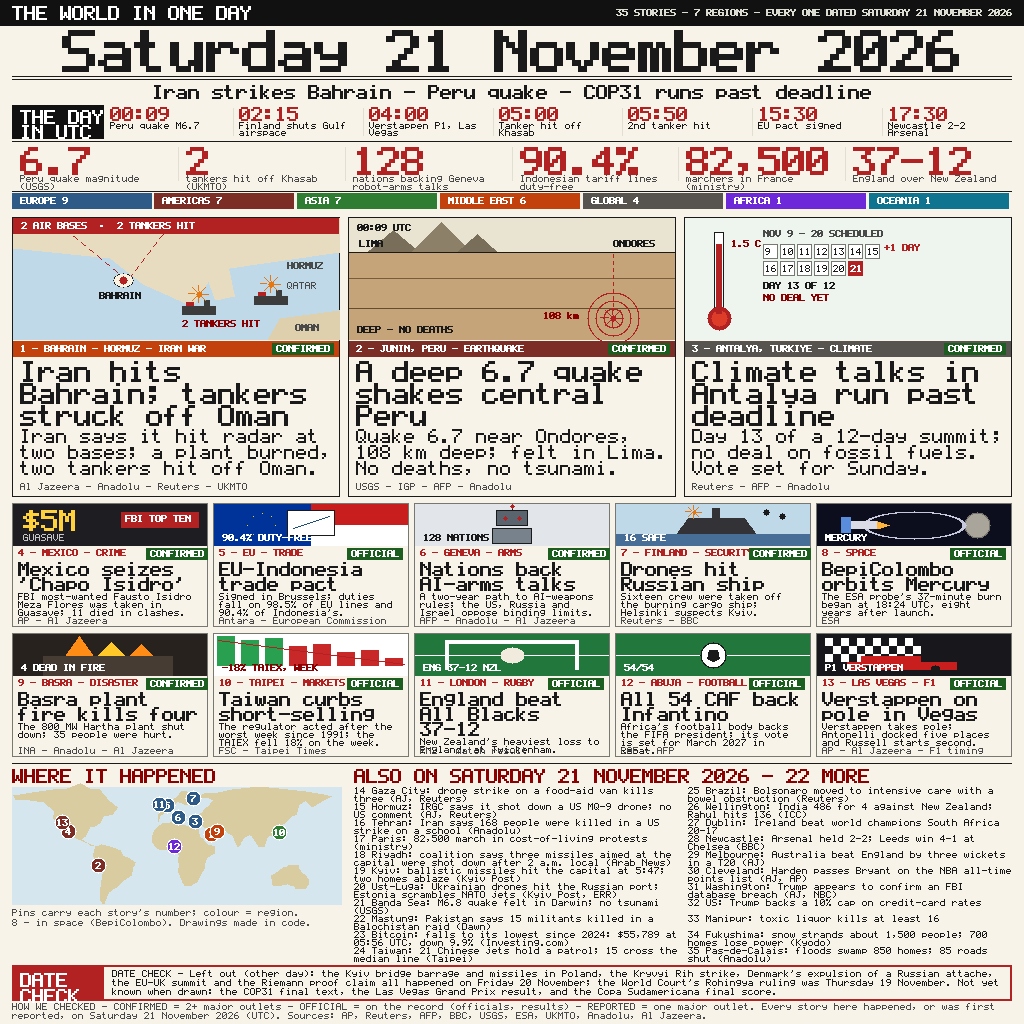 THE WORLD IN ONE DAY
35 STORIES - 7 REGIONS - EVERY ONE DATED SATURDAY 21 NOVEMBER 2026
Saturday 21 November 2026
Iran strikes Bahrain - Peru quake - COP31 runs past deadline
THE DAY
IN UTC
00:09
Peru quake M6.7
02:15
Finland shuts Gulf
airspace
04:00
Verstappen P1, Las
Vegas
05:00
Tanker hit off
Khasab
05:50
2nd tanker hit
15:30
EU pact signed
17:30
Newcastle 2-2
Arsenal
6.7
Peru quake magnitude
(USGS)
2
tankers hit off Khasab
(UKMTO)
128
nations backing Geneva
robot-arms talks
90.4%
Indonesian tariff lines
duty-free
82,500
marchers in France
(ministry)
37-12
England over New Zealand
EUROPE 9
AMERICAS 7
ASIA 7
MIDDLE EAST 6
GLOBAL 4
AFRICA 1
OCEANIA 1
2 AIR BASES - 2 TANKERS HIT
HORMUZ
QATAR
BAHRAIN
2 TANKERS HIT
OMAN
1 - BAHRAIN - HORMUZ - IRAN WAR
CONFIRMED
Iran hits
Bahrain; tankers
struck off Oman
Iran says it hit radar at
two bases; a plant burned,
two tankers hit off Oman.
Al Jazeera - Anadolu - Reuters - UKMTO
00:09 UTC
LIMA
ONDORES
108 km
DEEP - NO DEATHS
2 - JUNIN, PERU - EARTHQUAKE
CONFIRMED
A deep 6.7 quake
shakes central
Peru
Quake 6.7 near Ondores,
108 km deep; felt in Lima.
No deaths, no tsunami.
USGS - IGP - AFP - Anadolu
1.5 C
NOV 9 - 20 SCHEDULED
9 10 11 12 13 14 15 +1 DAY
16 17 18 19 20 21
DAY 13 OF 12
NO DEAL YET
3 - ANTALYA, TURKIYE - CLIMATE
CONFIRMED
Climate talks in
Antalya run past
deadline
Day 13 of a 12-day summit;
no deal on fossil fuels.
Vote set for Sunday.
Reuters - AFP - Anadolu
$5M
GUASAVE
FBI TOP TEN
4 - MEXICO - CRIME
CONFIRMED
Mexico seizes
'Chapo Isidro'
FBI most-wanted Fausto Isidro
Meza Flores was taken in
Guasave; 11 died in clashes.
AP - Al Jazeera
90.4% DUTY-FREE
5 - EU - TRADE
OFFICIAL
EU-Indonesia
trade pact
Signed in Brussels; duties
fall on 98.5% of EU lines and
90.4% of Indonesia's.
Antara - European Commission
128 NATIONS
6 - GENEVA - ARMS
CONFIRMED
Nations back
AI-arms talks
A two-year path to AI-weapons
rules; the US, Russia and
Israel oppose binding limits.
Reuters - AFP
16 SAFE
7 - FINLAND - SECURITY
CONFIRMED
Drones hit
Russian ship
Sixteen crew were taken off
the burning cargo ship;
Helsinki suspects Kyiv.
Reuters - BBC
MERCURY
8 - SPACE
OFFICIAL
BepiColombo
orbits Mercury
The ESA probe's 37-minute burn
began at 18:24 UTC, eight
years after launch.
ESA
4 DEAD IN FIRE
9 - BASRA - DISASTER
CONFIRMED
Basra plant
fire kills four
The 800 MW Hartha plant shut
down; 35 people were hurt.
INA - Anadolu - Al Jazeera
-18% TAIEX, WEEK
10 - TAIPEI - MARKETS
OFFICIAL
Taiwan curbs
short-selling
The regulator acted after the
worst week since 1991; the
TAIEX fell 18% on the week.
FSC - Taipei Times
ENG 37-12 NZL
11 - LONDON - RUGBY
OFFICIAL
England beat
All Blacks
37-12
New Zealand's heaviest loss to
England, at Twickenham.
54/54
12 - ABUJA - FOOTBALL
OFFICIAL
All 54 CAF back
Infantino
Africa's football body backs
the FIFA president; its vote
is set for March 2027 in
Rabat.
P1 VERSTAPPEN
13 - LAS VEGAS - F1
OFFICIAL
Verstappen on
pole in Vegas
Verstappen takes pole;
Antonelli docked five places
and Russell starts second.
AP - Al Jazeera - F1 timing
WHERE IT HAPPENED
13
4
2
11
5
7
6
3
12
1
9
10
Pins carry each story's number; colour = region.
8 - in space (BepiColombo). Drawings made in code.
ALSO ON SATURDAY 21 NOVEMBER 2026 - 22 MORE
14 Gaza City: drone strike on a food-aid van kills
three (AJ, Reuters)
15 Hormuz: IRGC says it shot down a US MQ-9 drone; no
US comment (AJ, Reuters)
16 Tehran: Iran says 168 people were killed in a US
strike on a school (Anadolu)
17 Paris: 82,500 march in cost-of-living protests
(ministry)
18 Riyadh: coalition says three missiles aimed at the
capital were shot down after 2 a.m. local (Arab News)
19 Kyiv: ballistic missiles hit the capital at 5:47;
two homes ablaze (Kyiv Post)
20 Ust-Luga: Ukrainian drones hit the Russian port;
Estonia scrambles NATO jets (Kyiv Post, ERR)
21 Banda Sea: M6.8 quake felt in Darwin; no tsunami
(USGS)
22 Mastung: Pakistan says 15 militants killed in a
Balochistan raid (Dawn)
23 Bitcoin: falls to its lowest since 2024: $55,789 at
05:56 UTC, down 9.9% (Investing.com)
24 Taiwan: 21 Chinese jets hold a patrol; 15 cross the
median line (Taipei)
25 Brazil: Bolsonaro moved to intensive care with a
bowel obstruction (Reuters)
26 Wellington: India 486 for 4 against New Zealand;
Rahul hits 136 (ICC)
27 Dublin: Ireland beat world champions South Africa
20-17
28 Newcastle: Arsenal held 2-2; Leeds win 4-1 at
Chelsea (BBC)
29 Melbourne: Australia beat England by three wickets
in a T20 (AJ)
30 Cleveland: Harden passes Bryant on the NBA all-time
points list (AJ, AP)
31 Washington: Trump appears to confirm an FBI
database breach (AJ, NBC)
32 US: Trump backs a 10% cap on credit-card rates
33 Manipur: toxic liquor kills at least 16
34 Fukushima: snow strands about 1,500 people; 700
homes lose power (Kyodo)
35 Pas-de-Calais: floods swamp 850 homes; 85 roads
shut (Anadolu)
DATE
CHECK
DATE CHECK - Left out (other day): the Kyiv bridge barrage and missiles in Poland, the Kryvyi Rih strike, Denmark's expulsion of a Russian attache,
the EU-UK summit and the Riemann proof claim all happened on Friday 20 November; the World Court's Rohingya ruling was Thursday 19 November. Not yet
known when drawn: the COP31 final text, the Las Vegas Grand Prix result, and the Copa Sudamericana final score.
HOW WE CHECKED - CONFIRMED = 2+ major outlets - OFFICIAL = on the record (officials, results) - REPORTED = one major outlet. Every story here happened, or was first
reported, on Saturday 21 November 2026 (UTC). Sources: AP, Reuters, AFP, BBC, USGS, ESA, UKMTO, Anadolu, Al Jazeera.